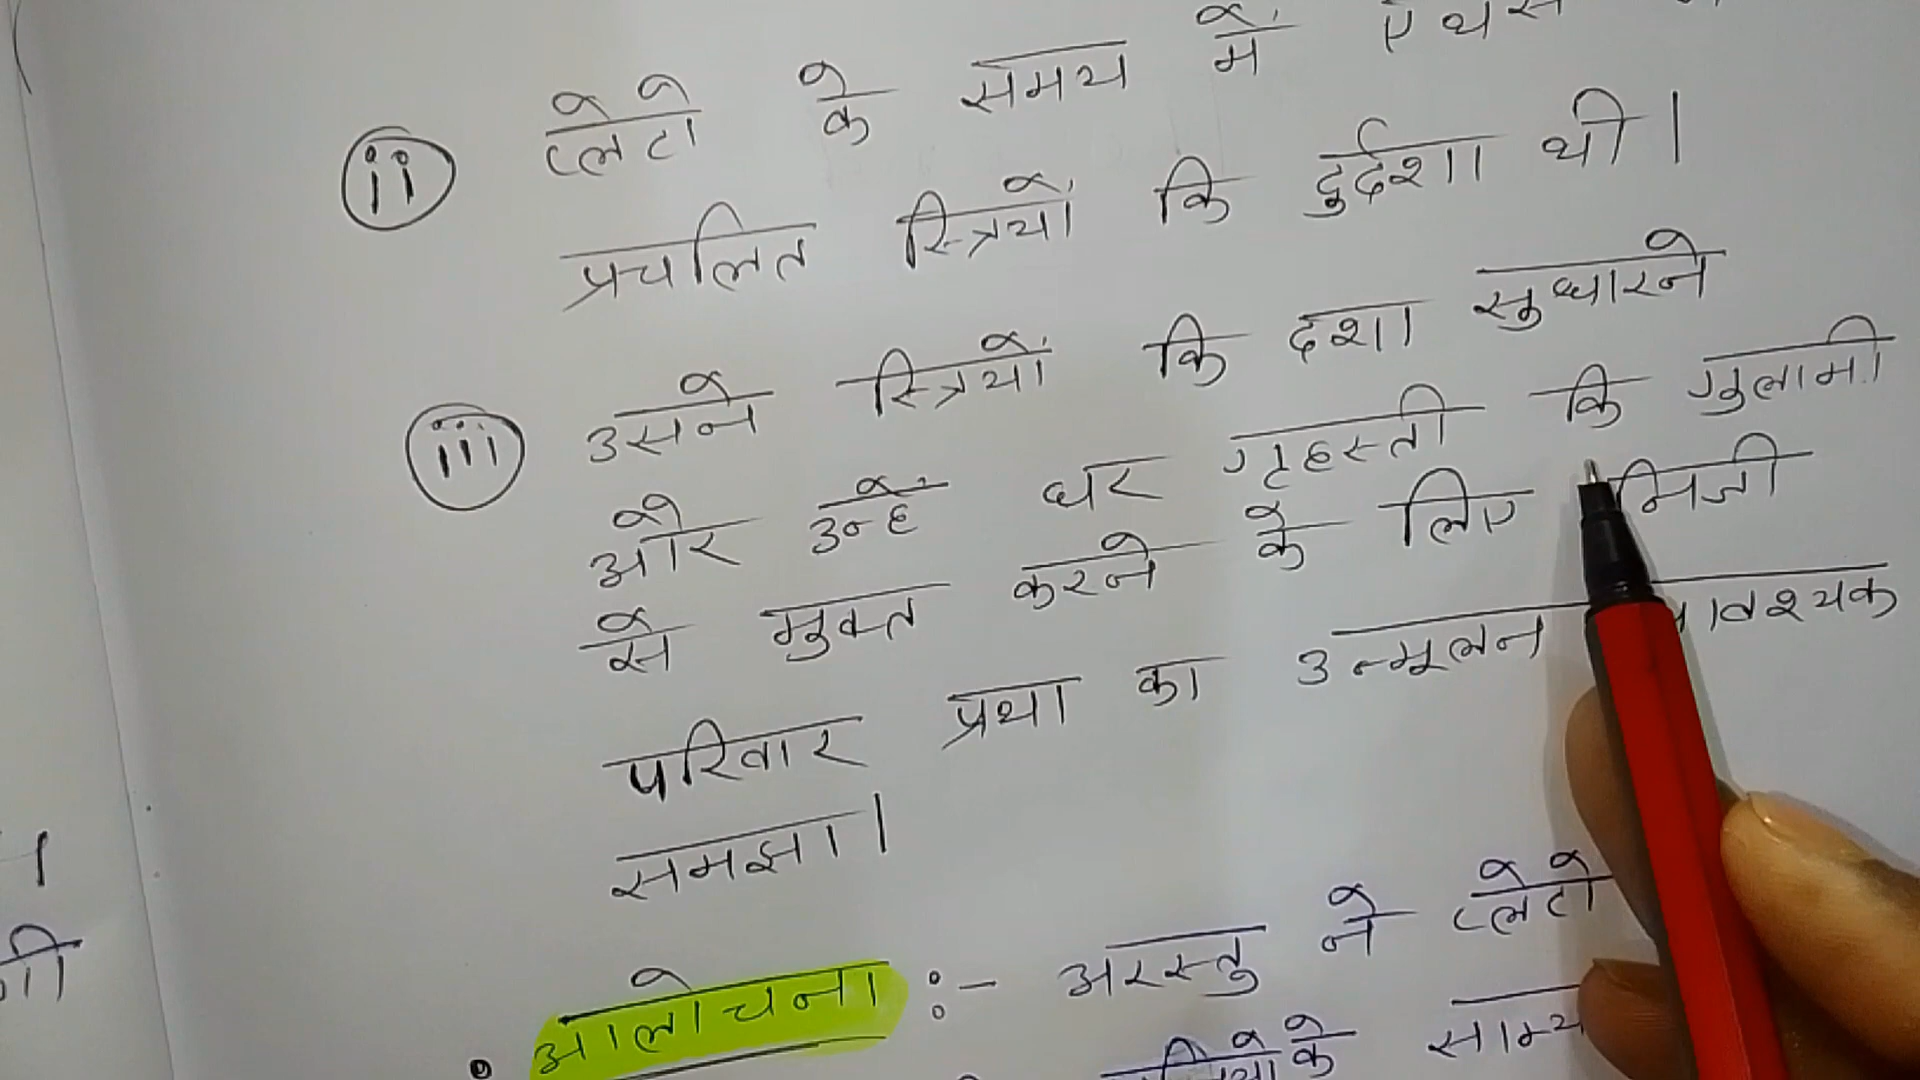 (ii) प्लेटो के समय में एथेंस
प्रचलित स्त्रियों कि दुर्दशा थी।
(iii) उसने स्त्रियों कि दशा सुधारने
और उन्हें घर गृहस्ती कि गुलामी
से मुक्त करने के लिए निजी
परिवार प्रथा का उन्मूलन आवश्यक
समझा।
• आलोचना :- अरस्तु ने प्लेटो
के साम्य